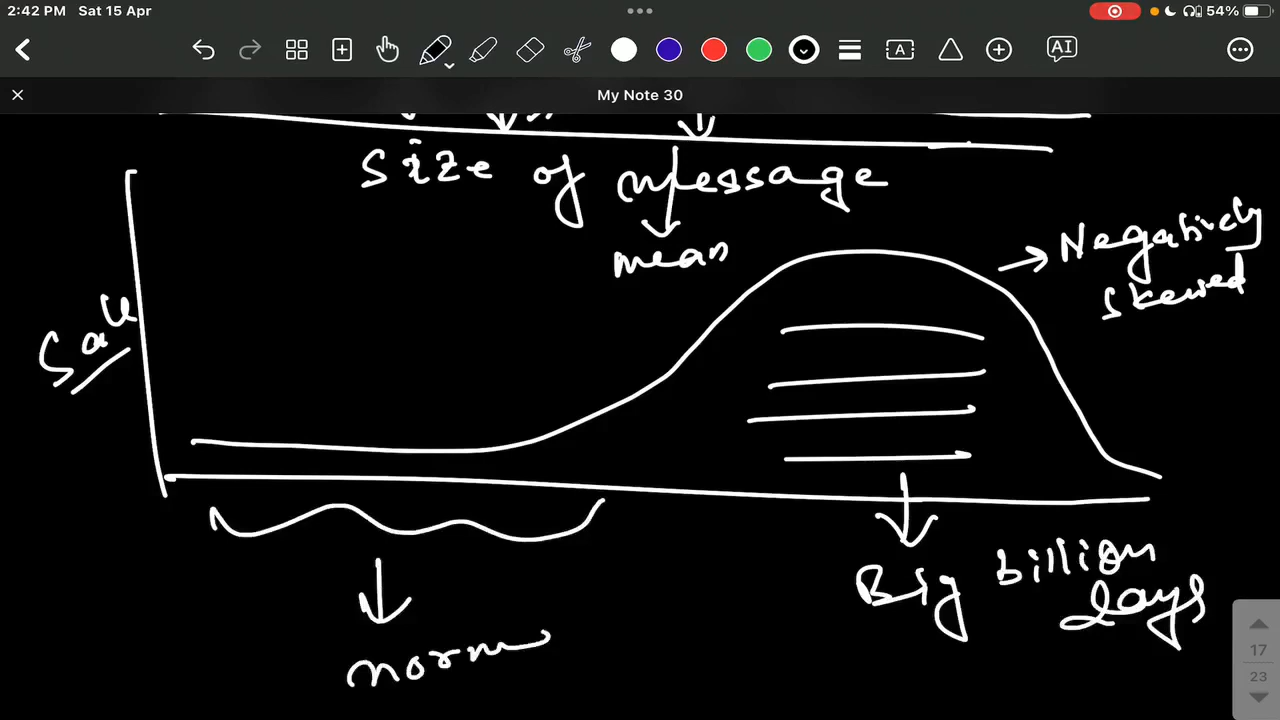 2:42 PM Sat 15 Apr
54%
A
AI
My Note 30
Size of message
mean
Negatively
skewed
Sale
Big billion
days
norm
17
23